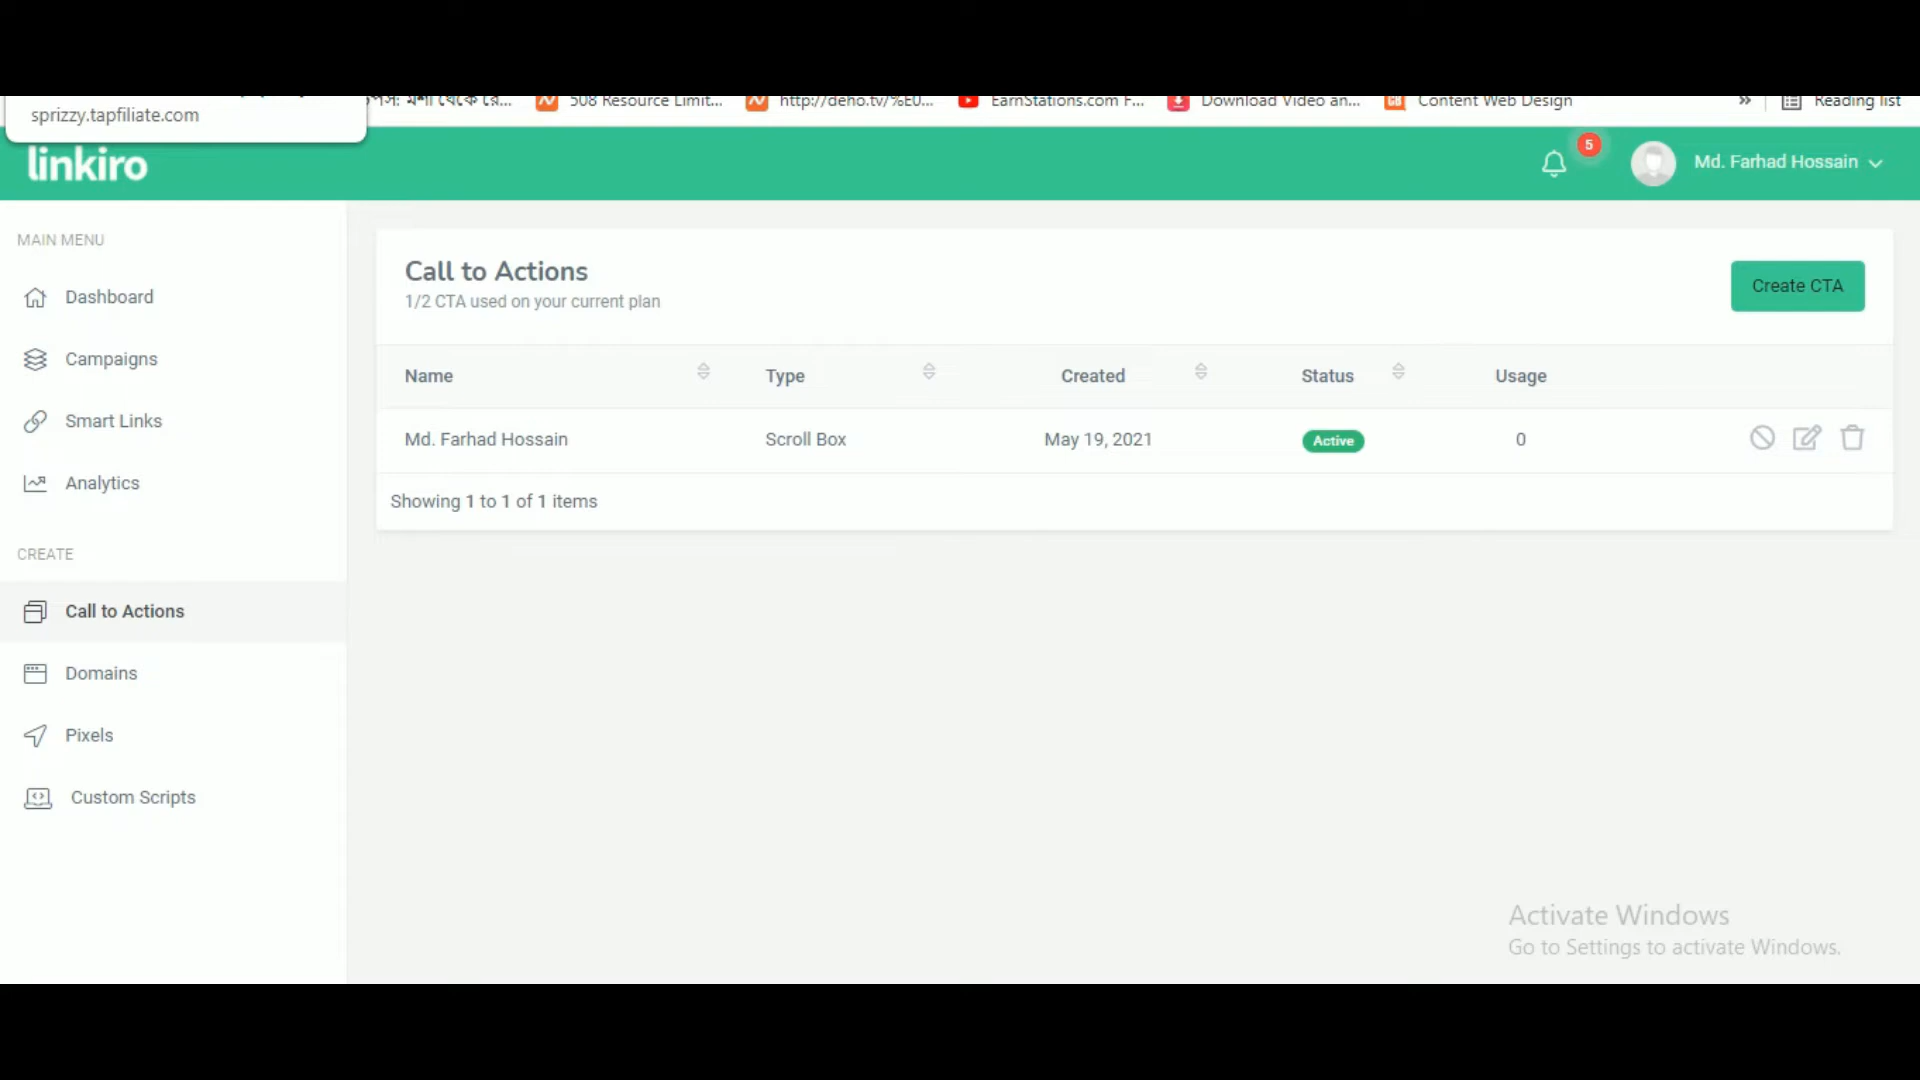 থেকে
508 Resource Limit...
http://deho.tv/%E0...
EarnStations.com F...
Download Video an...
Content Web Design
»
Reading list
sprizzy.tapfiliate.com
linkiro
5
Md. Farhad Hossain
MAIN MENU
Dashboard
Campaigns
Smart Links
Analytics
CREATE
Call to Actions
Domains
Pixels
Custom Scripts
Call to Actions
1/2 CTA used on your current plan
Create CTA
Name Type Created Status Usage
Md. Farhad Hossain Scroll Box May 19, 2021 Active 0
Showing 1 to 1 of 1 items
Activate Windows
Go to Settings to activate Windows.